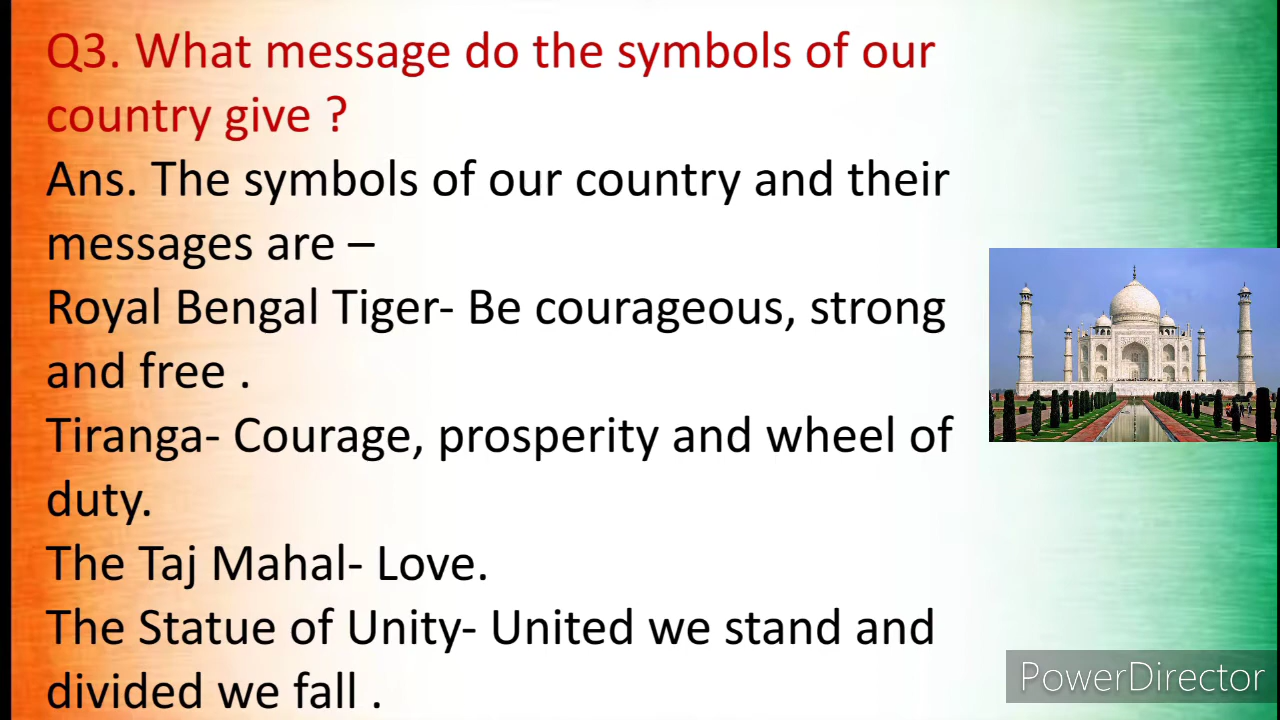 Q3. What message do the symbols of our
country give ?
Ans. The symbols of our country and their
messages are –
Royal Bengal Tiger- Be courageous, strong
and free .
Tiranga- Courage, prosperity and wheel of
duty.
The Taj Mahal- Love.
The Statue of Unity- United we stand and
divided we fall .
PowerDirector